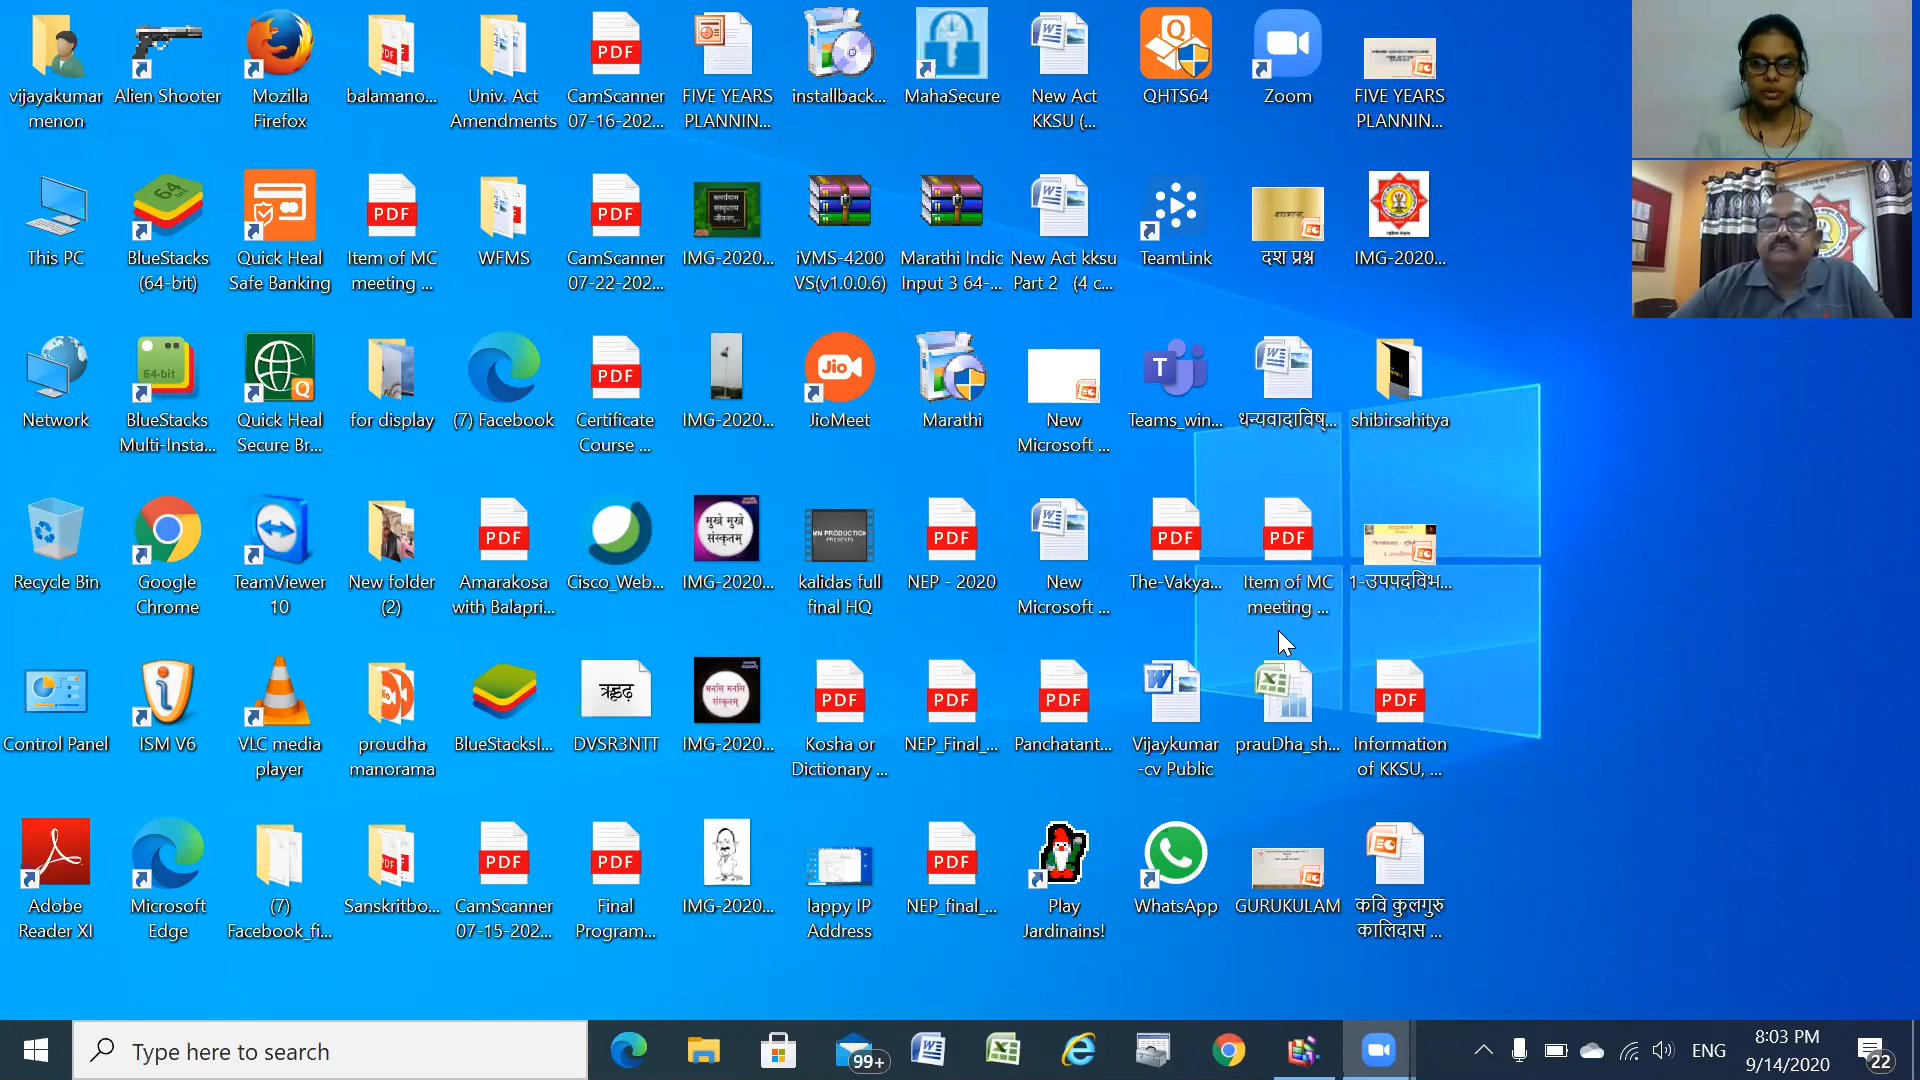 vijayakumar
menon
Alien Shooter
Mozilla
Firefox
balamano...
Univ. Act
Amendments
CamScanner
07-16-202...
FIVE YEARS
PLANNIN...
installback...
MahaSecure
New Act
KKSU (...
QHTS64
Zoom
FIVE YEARS
PLANNIN...
This PC
BlueStacks
(64-bit)
Quick Heal
Safe Banking
Item of MC
meeting ...
WFMS
CamScanner
07-22-202...
IMG-2020...
iVMS-4200
VS(v1.0.0.6)
Marathi Indic
Input 3 64-...
New Act kksu
Part 2 (4 c...
TeamLink
दश प्रश्न
IMG-2020...
Network
BlueStacks
Multi-Insta...
Quick Heal
Secure Br...
for display
(7) Facebook
Certificate
Course ...
IMG-2020...
JioMeet
Marathi
New
Microsoft ...
Teams_win...
धन्यवादाविष्...
shibirsahitya
Recycle Bin
Google
Chrome
TeamViewer
10
New folder
(2)
Amarakosa
with Balapri...
Cisco_Web...
मुखे मुखे
संस्कृतम्
IMG-2020...
kalidas full
final HQ
NEP - 2020
New
Microsoft ...
The-Vakya...
Item of MC
meeting ...
1-उपपदविभ...
Control Panel
ISM V6
VLC media
player
proudha
manorama
BlueStacksI...
DVSR3NTT
मनसि मनसि
संस्कृतम्
IMG-2020...
Kosha or
Dictionary ...
NEP_Final_...
Panchatant...
Vijaykumar
-cv Public
prauDha_sh...
Information
of KKSU, ...
Adobe
Reader XI
Microsoft
Edge
(7)
Facebook_fi...
Sanskritbo...
CamScanner
07-15-202...
Final
Program...
IMG-2020...
lappy IP
Address
NEP_final_...
Play
Jardinains!
WhatsApp
GURUKULAM
कवि कुलगुरु
कालिदास ...
Type here to search
99+
ENG
8:03 PM
9/14/2020
22